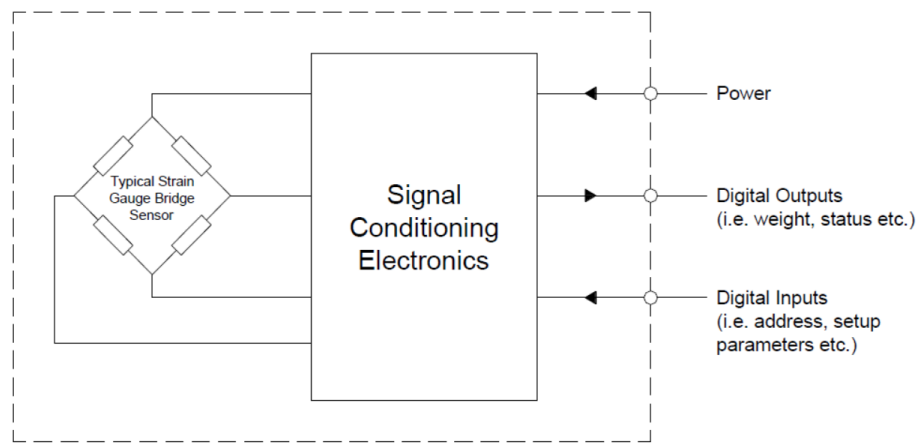 Typical Strain
Gauge Bridge
Sensor
Signal
Conditioning
Electronics
Power
Digital Outputs
(i.e. weight, status etc.)
Digital Inputs
(i.e. address, setup
parameters etc.)